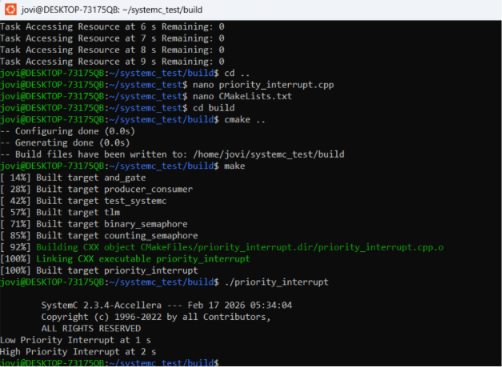 jovi@DESKTOP-73175QB: ~/systemc_test/build
Task Accessing Resource at 6 s Remaining: 0
Task Accessing Resource at 7 s Remaining: 0
Task Accessing Resource at 8 s Remaining: 0
Task Accessing Resource at 9 s Remaining: 0
jovi@DESKTOP-73175QB:~/systemc_test/build$ cd ..
jovi@DESKTOP-73175QB:~/systemc_test$ nano priority_interrupt.cpp
jovi@DESKTOP-73175QB:~/systemc_test$ nano CMakeLists.txt
jovi@DESKTOP-73175QB:~/systemc_test$ cd build
jovi@DESKTOP-73175QB:~/systemc_test/build$ cmake ..
-- Configuring done (0.0s)
-- Generating done (0.0s)
-- Build files have been written to: /home/jovi/systemc_test/build
jovi@DESKTOP-73175QB:~/systemc_test/build$ make
[ 14%] Built target and_gate
[ 28%] Built target producer_consumer
[ 42%] Built target test_systemc
[ 57%] Built target tlm
[ 71%] Built target binary_semaphore
[ 85%] Built target counting_semaphore
[ 92%] Building CXX object CMakeFiles/priority_interrupt.dir/priority_interrupt.cpp.o
[100%] Linking CXX executable priority_interrupt
[100%] Built target priority_interrupt
jovi@DESKTOP-73175QB:~/systemc_test/build$ ./priority_interrupt
SystemC 2.3.4-Accellera --- Feb 17 2026 05:34:04
Copyright (c) 1996-2022 by all Contributors,
ALL RIGHTS RESERVED
Low Priority Interrupt at 1 s
High Priority Interrupt at 2 s
jovi@DESKTOP-73175QB:~/systemc_test/build$